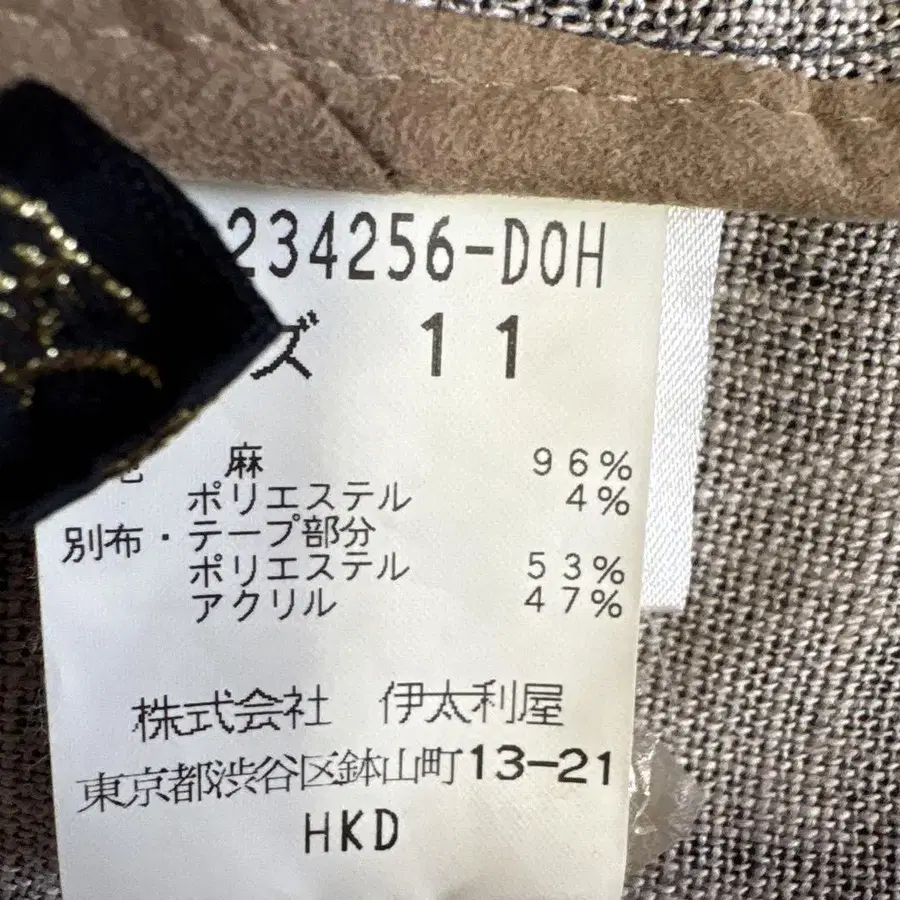 234256-DOH
ズ 11
麻 96%
ポリエステル 4%
別布・テープ部分
ポリエステル 53%
アクリル 47%
株式会社 伊太利屋
東京都渋谷区鉢山町13-21
HKD